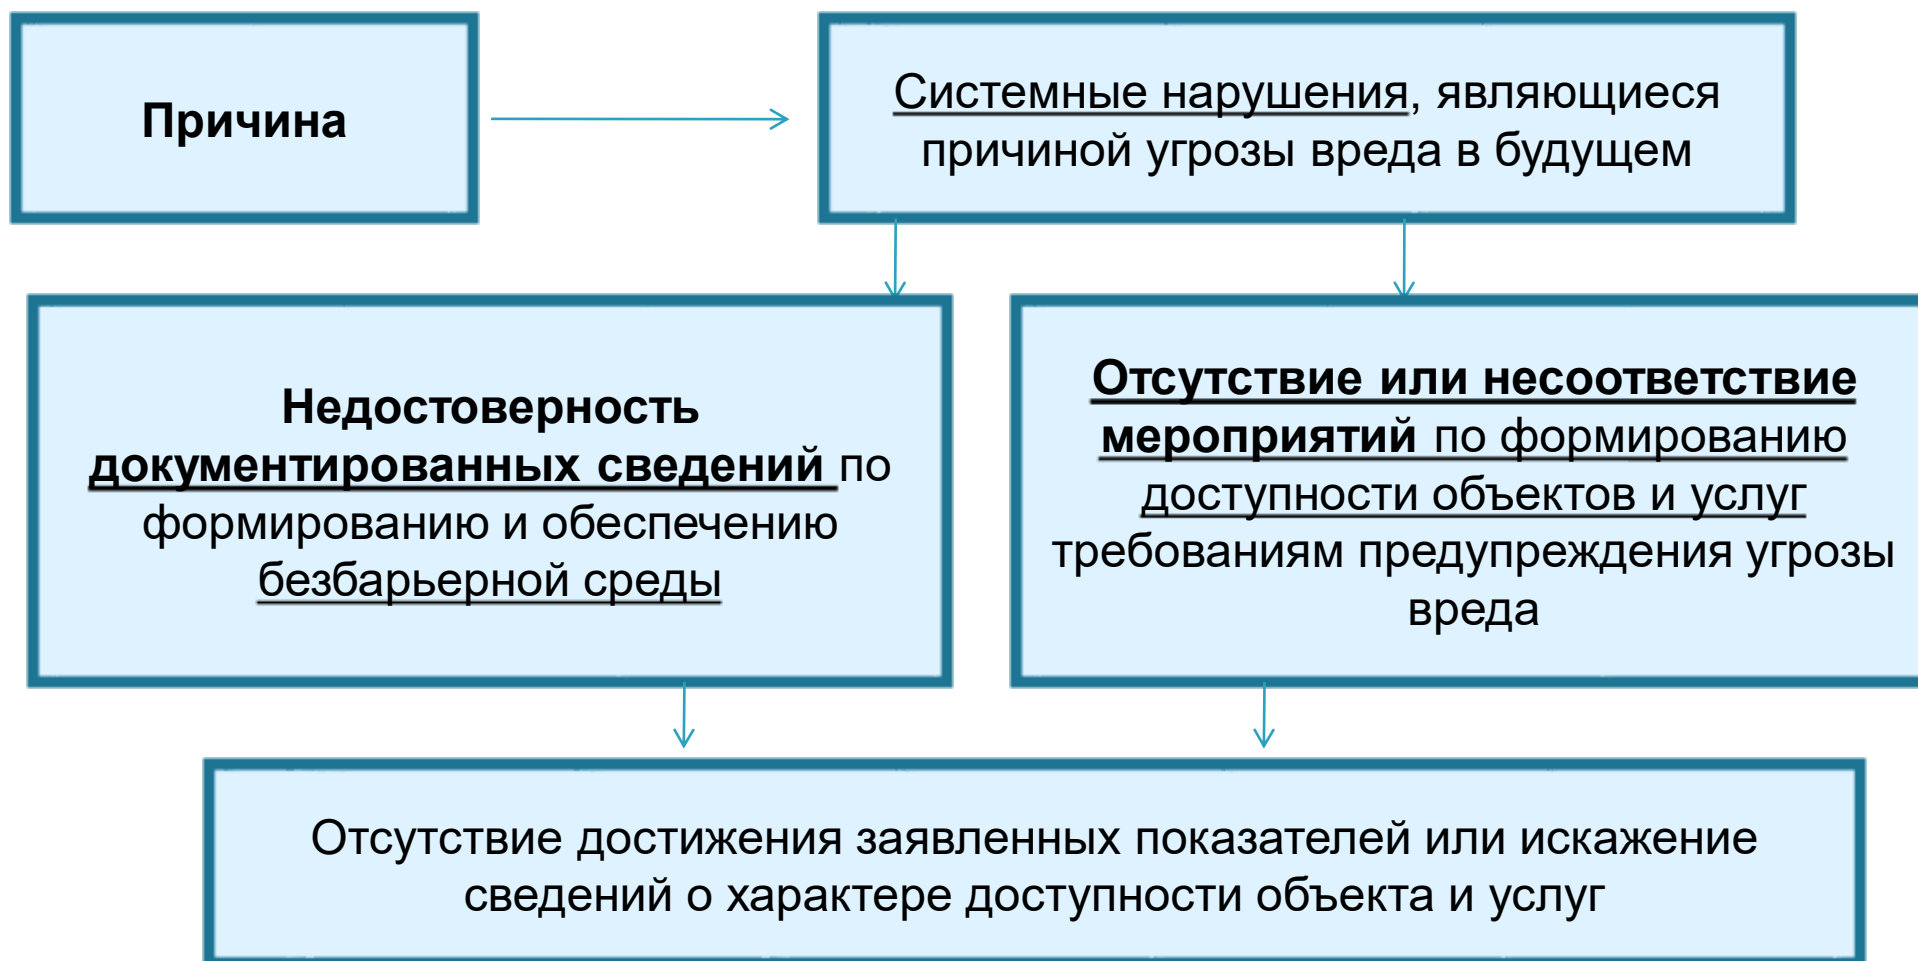 Причина
Системные нарушения, являющиеся
причиной угрозы вреда в будущем
Недостоверность
документированных сведений по
формированию и обеспечению
безбарьерной среды
Отсутствие или несоответствие
мероприятий по формированию
доступности объектов и услуг
требованиям предупреждения угрозы
вреда
Отсутствие достижения заявленных показателей или искажение
сведений о характере доступности объекта и услуг